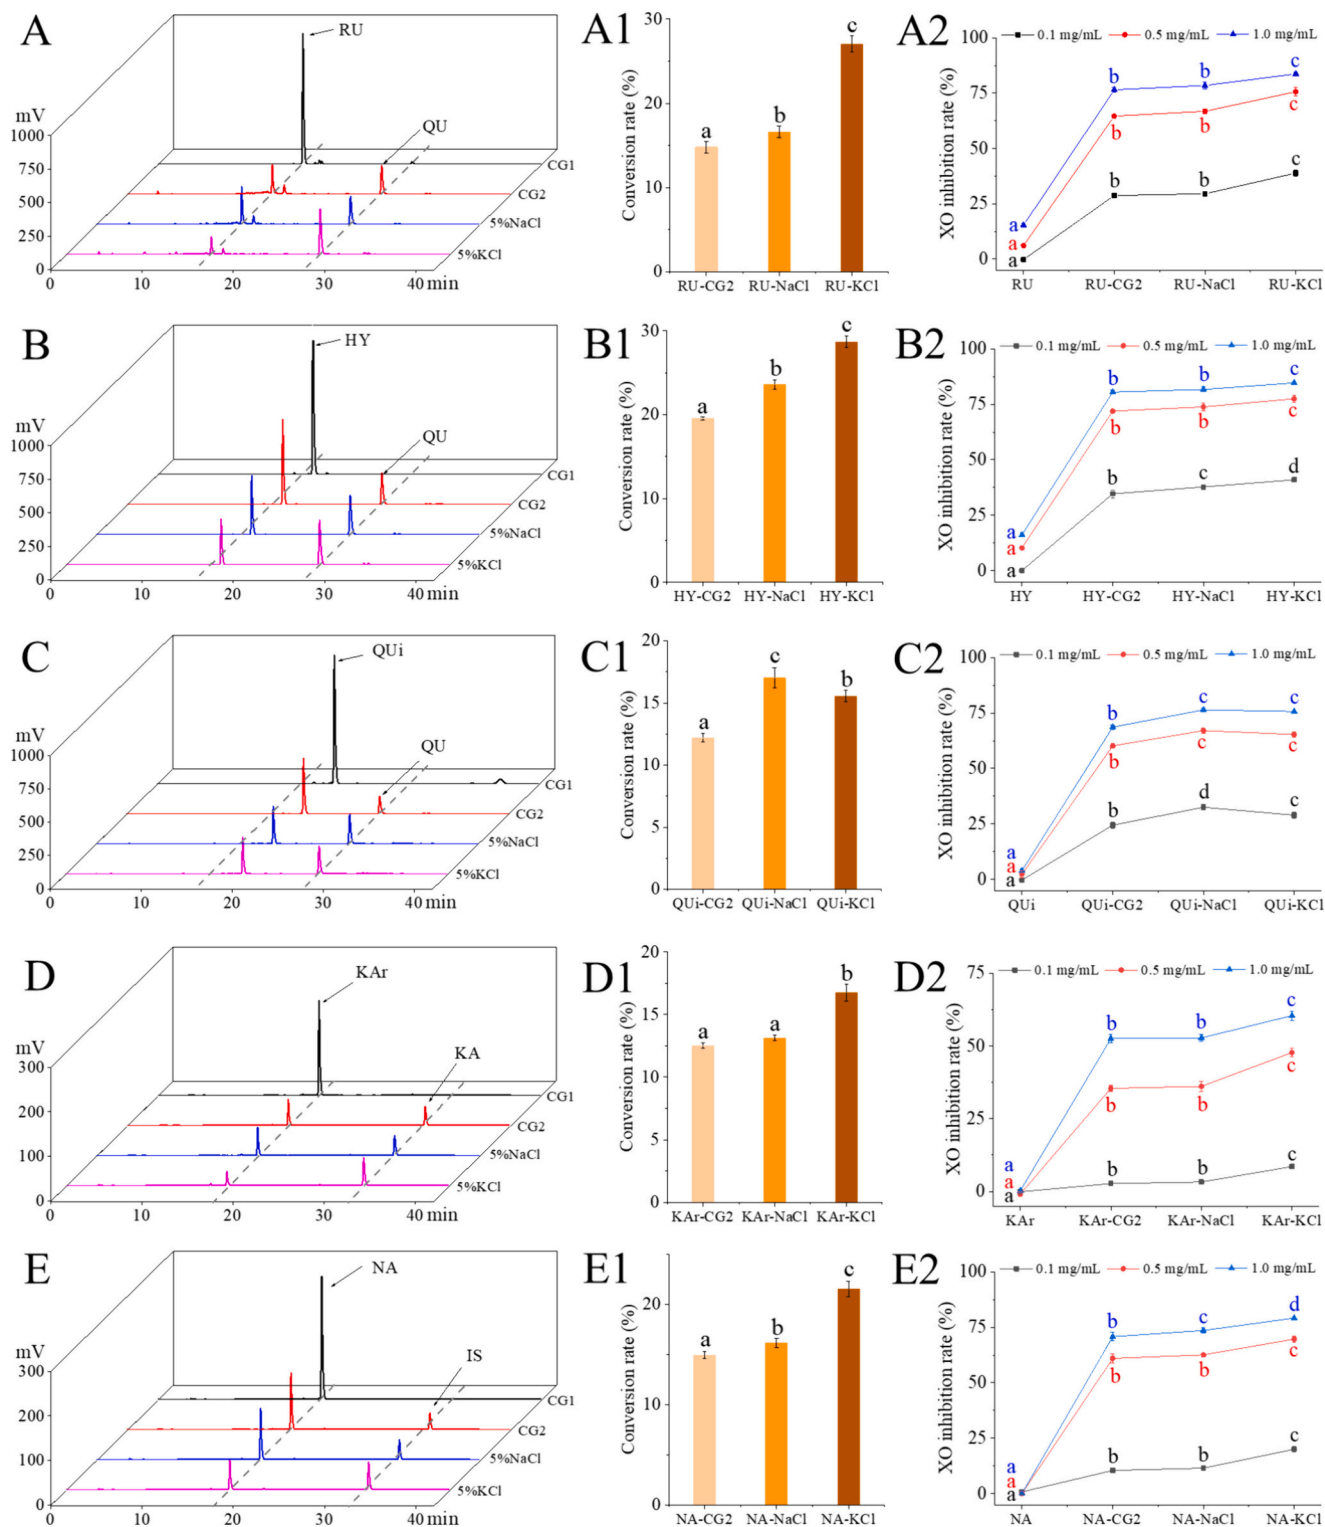 A
RU
QU
mV
1000
750
500
250
0
CG1
CG2
5%NaCl
5%KCl
0 10 20 30 40 min
A1
Conversion rate (%)
30
20
10
0
a
b
c
RU-CG2 RU-NaCl RU-KCl
A2
XO inhibition rate (%)
0.1 mg/mL 0.5 mg/mL 1.0 mg/mL
100
75
50
25
0
a b b c
a b b c
a b b c
RU RU-CG2 RU-NaCl RU-KCl
B
HY
QU
mV
1000
750
500
250
0
CG1
CG2
5%NaCl
5%KCl
0 10 20 30 40 min
B1
Conversion rate (%)
30
20
10
0
a
b
c
HY-CG2 HY-NaCl HY-KCl
B2
XO inhibition rate (%)
0.1 mg/mL 0.5 mg/mL 1.0 mg/mL
100
75
50
25
0
a b b c
a b b c
a b c d
HY HY-CG2 HY-NaCl HY-KCl
C
QUi
QU
mV
1000
750
500
250
0
CG1
CG2
5%NaCl
5%KCl
0 10 20 30 40 min
C1
Conversion rate (%)
20
15
10
5
0
a
c
b
QUi-CG2 QUi-NaCl QUi-KCl
C2
XO inhibition rate (%)
0.1 mg/mL 0.5 mg/mL 1.0 mg/mL
100
75
50
25
0
a b c c
a b c c
a b d c
QUi QUi-CG2 QUi-NaCl QUi-KCl
D
KAr
KA
mV
300
200
100
0
CG1
CG2
5%NaCl
5%KCl
0 10 20 30 40 min
D1
Conversion rate (%)
20
15
10
5
0
a
a
b
KAr-CG2 KAr-NaCl KAr-KCl
D2
XO inhibition rate (%)
0.1 mg/mL 0.5 mg/mL 1.0 mg/mL
75
50
25
0
a b b c
a b b c
a b b c
KAr KAr-CG2 KAr-NaCl KAr-KCl
E
NA
IS
mV
300
200
100
0
CG1
CG2
5%NaCl
5%KCl
0 10 20 30 40 min
E1
Conversion rate (%)
20
10
0
a
b
c
NA-CG2 NA-NaCl NA-KCl
E2
XO inhibition rate (%)
0.1 mg/mL 0.5 mg/mL 1.0 mg/mL
100
75
50
25
0
a b c d
a b b c
a b b c
NA NA-CG2 NA-NaCl NA-KCl